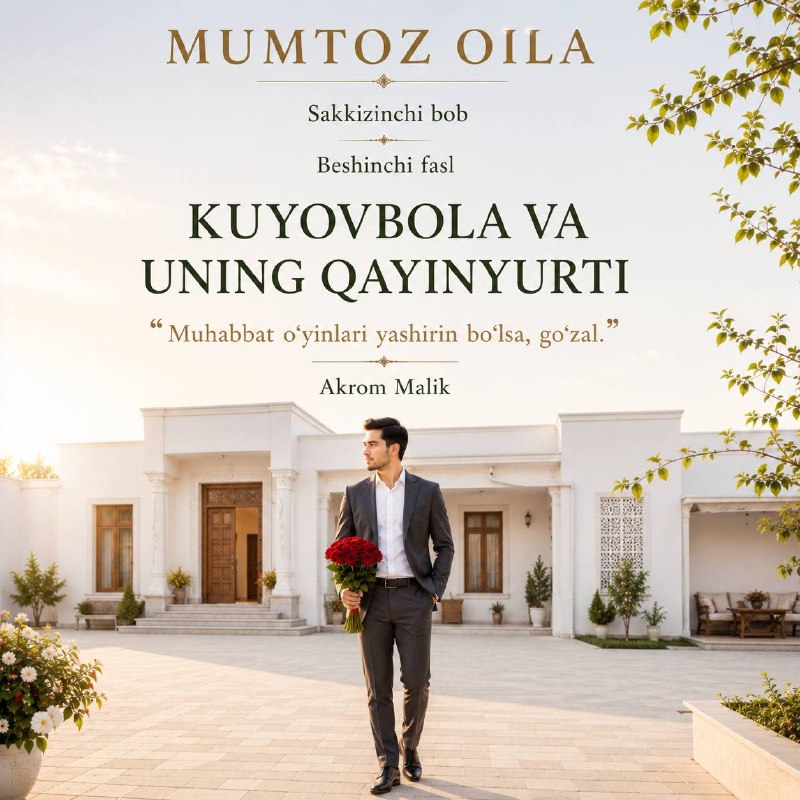 MUMTOZ OILA
Sakkizinchi bob
Beshinchi fasl
KUYOVBOLA VA
UNING QAYINYURTI
“Muhabbat o‘yinlari yashirin bo‘lsa, go‘zal.”
Akrom Malik